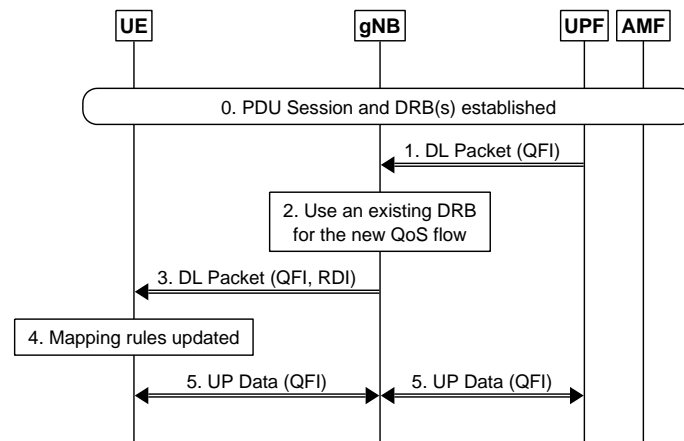 UE gNB UPF AMF
0. PDU Session and DRB(s) established
1. DL Packet (QFI)
2. Use an existing DRB
for the new QoS flow
3. DL Packet (QFI, RDI)
4. Mapping rules updated
5. UP Data (QFI) 5. UP Data (QFI)